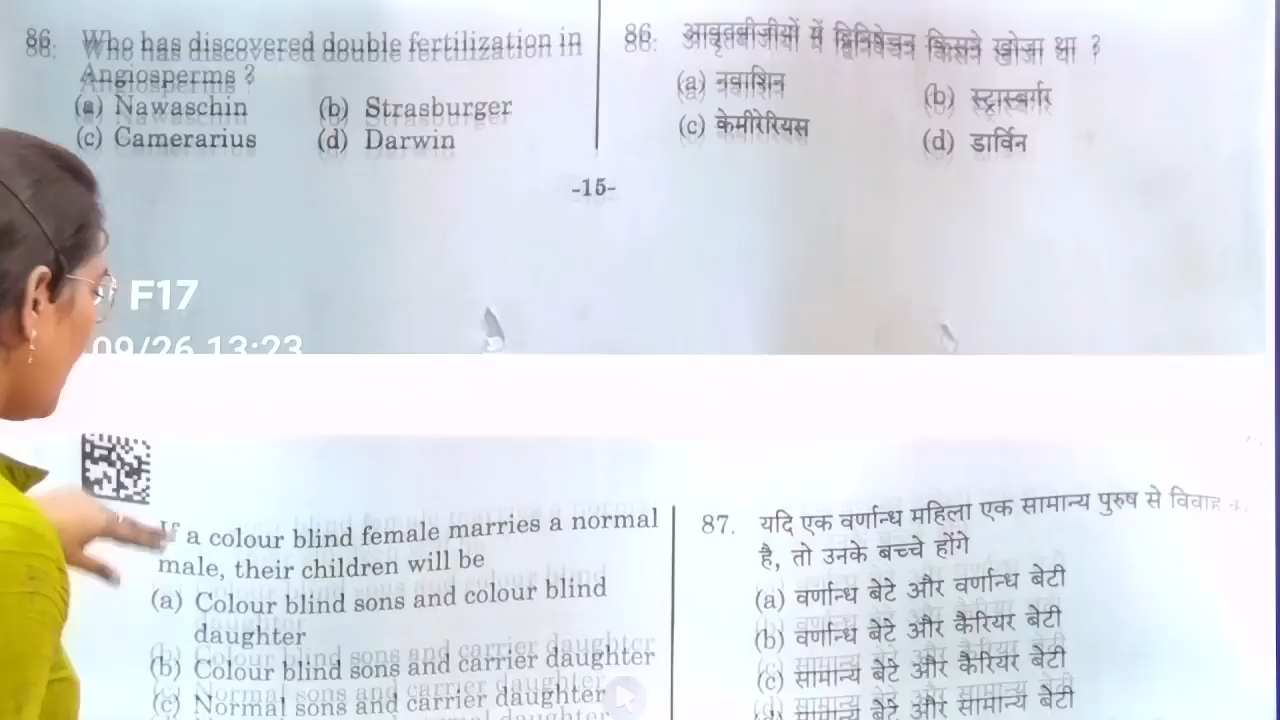 86. Who has discovered double fertilization in
Angiosperms ?
(a) Nawaschin (b) Strasburger
(c) Camerarius (d) Darwin
86. आवृतबीजीयों में द्विनिषेचन किसने खोजा था ?
(a) नवाशिन (b) स्ट्रास्बर्गर
(c) केमीरेरियस (d) डार्विन
-15-
F17
09/26 13:23
If a colour blind female marries a normal
male, their children will be
(a) Colour blind sons and colour blind
daughter
(b) Colour blind sons and carrier daughter
(c) Normal sons and carrier daughter
87. यदि एक वर्णान्ध महिला एक सामान्य पुरुष से विवाह
है, तो उनके बच्चे होंगे
(a) वर्णान्ध बेटे और वर्णान्ध बेटी
(b) वर्णान्ध बेटे और कैरियर बेटी
(c) सामान्य बेटे और कैरियर बेटी
(d) सामान्य बेटे और सामान्य बेटी